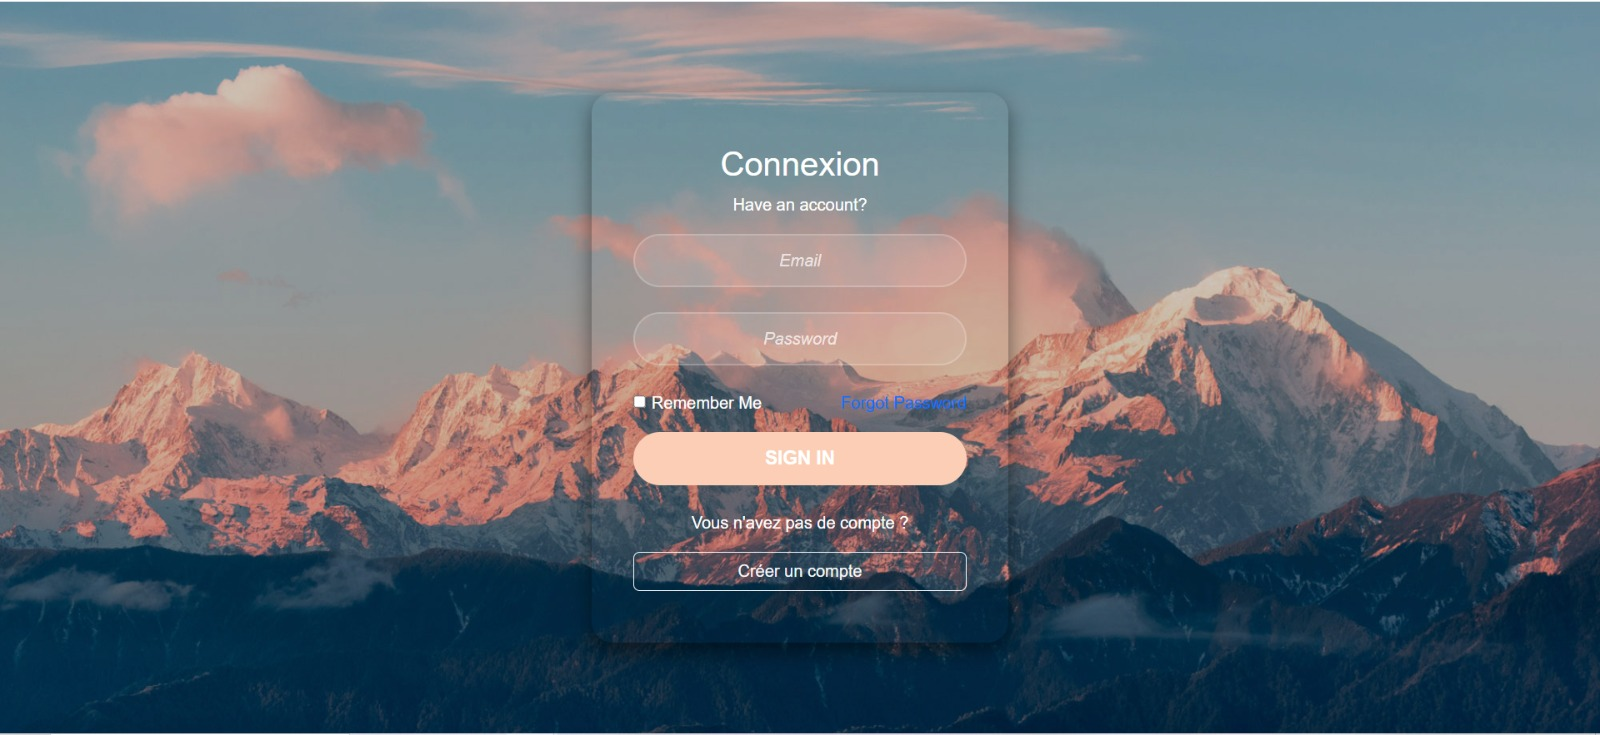 Connexion
Have an account?
Email
Password
Remember Me Forgot Password
SIGN IN
Vous n'avez pas de compte ?
Créer un compte